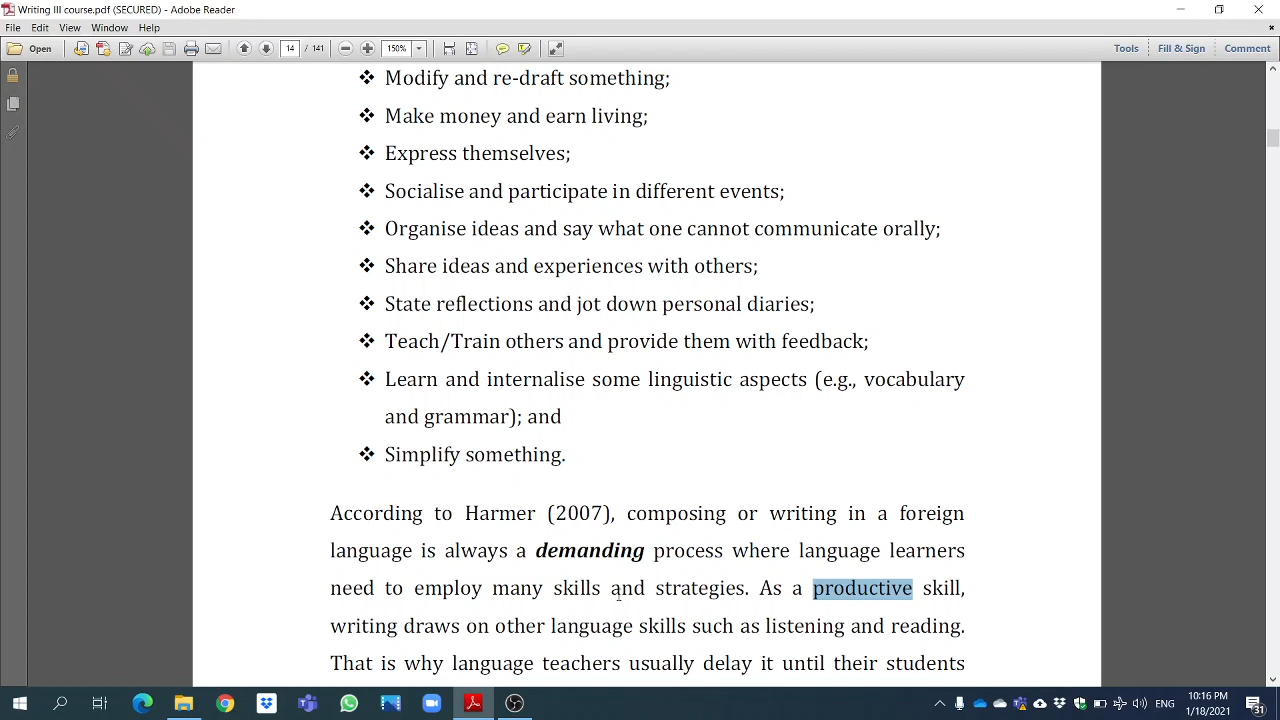 Writing III course.pdf (SECURED) - Adobe Reader
File Edit View Window Help
Open 14 / 141 150% Tools Fill & Sign Comment
❖ Modify and re-draft something;
❖ Make money and earn living;
❖ Express themselves;
❖ Socialise and participate in different events;
❖ Organise ideas and say what one cannot communicate orally;
❖ Share ideas and experiences with others;
❖ State reflections and jot down personal diaries;
❖ Teach/Train others and provide them with feedback;
❖ Learn and internalise some linguistic aspects (e.g., vocabulary
and grammar); and
❖ Simplify something.
According to Harmer (2007), composing or writing in a foreign
language is always a demanding process where language learners
need to employ many skills and strategies. As a productive skill,
writing draws on other language skills such as listening and reading.
That is why language teachers usually delay it until their students
ENG 10:16 PM
1/18/2021
31